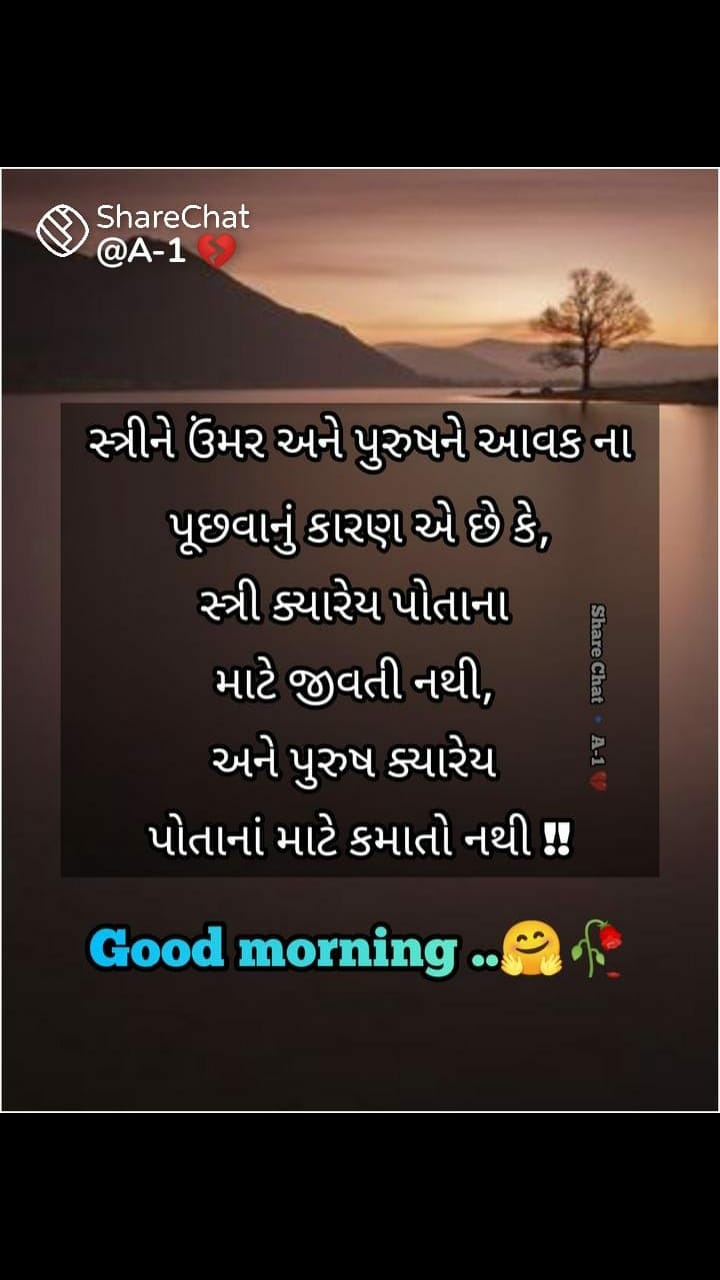 ShareChat
@A-1 💔
સ્ત્રીને ઉંમર અને પુરુષને આવક ના
પૂછવાનું કારણ એ છે કે,
સ્ત્રી ક્યારેય પોતાના
માટે જીવતી નથી,
અને પુરુષ ક્યારેય
પોતાનાં માટે કમાતો નથી ‼
Share Chat • A-1 💔
Good morning ..🤗🥀